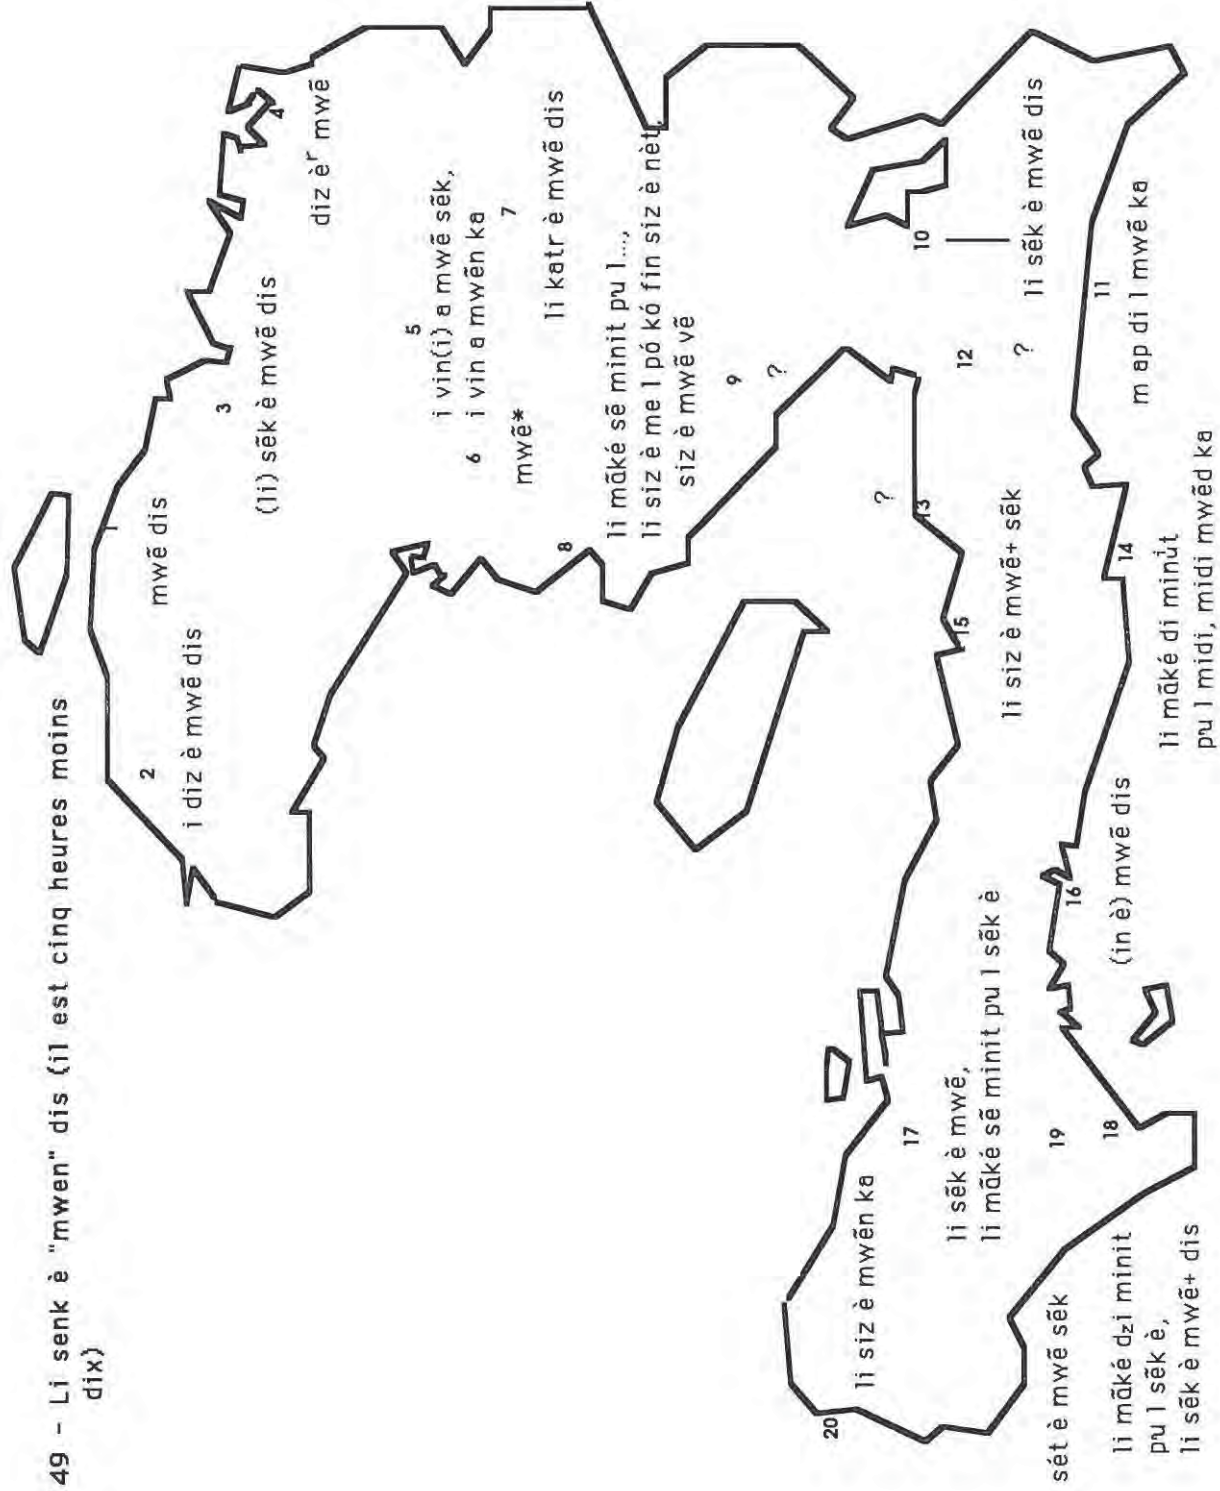 49 - Li senk è "mwen" dis (il est cinq heures moins
dix)
1
mwẽ dis
2
i diz è mwẽ dis
3
(li) sẽk è mwẽ dis
4
diz èʳ mwẽ
5
i vin(i) a mwẽ sẽk,
6 i vin a mwẽn ka
mwẽ*
7
li katr è mwẽ dis
8
li mãké sẽ minit pu l...,
li siz è me l pó kó fin siz è nèt,
siz è mwẽ vẽ
9
?
10
li sẽk è mwẽ dis
11
m ap di l mwẽ ka
12
?
13
?
14
li mãké di minùt
pu l midi, midi mwẽd ka
15
li siz è mwẽ+ sẽk
16
(in è) mwẽ dis
17
li sẽk è mwẽ,
li mãké sẽ minit pu l sẽk è
18
li mãké dzi minit
pu l sẽk è,
li sẽk è mwẽ+ dis
19
sét è mwẽ sẽk
20
li siz è mwẽn ka